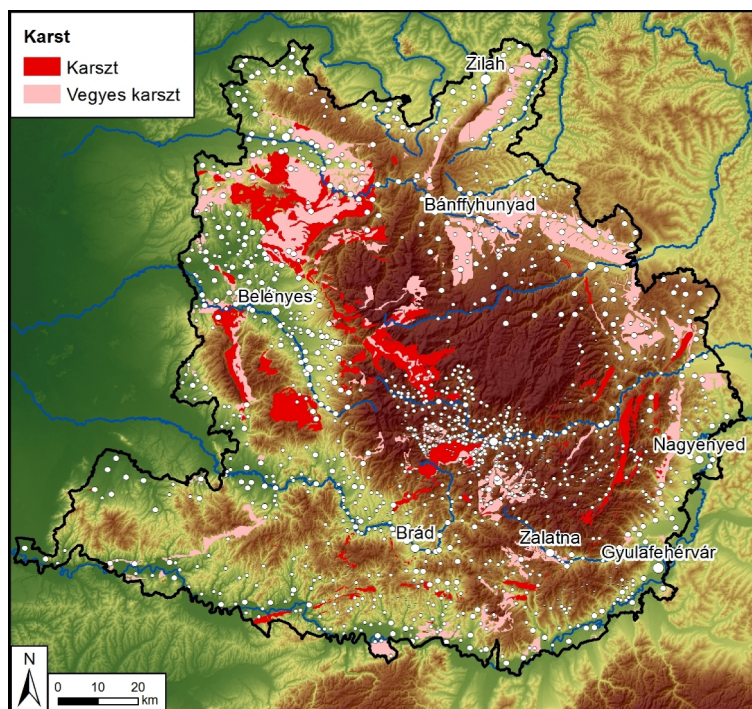 Karst
Karszt
Vegyes karszt
Zilah
Bánffyhunyad
Belényes
Nagyenyed
Brád
Zalatna
Gyulafehérvár
N
0 10 20
km